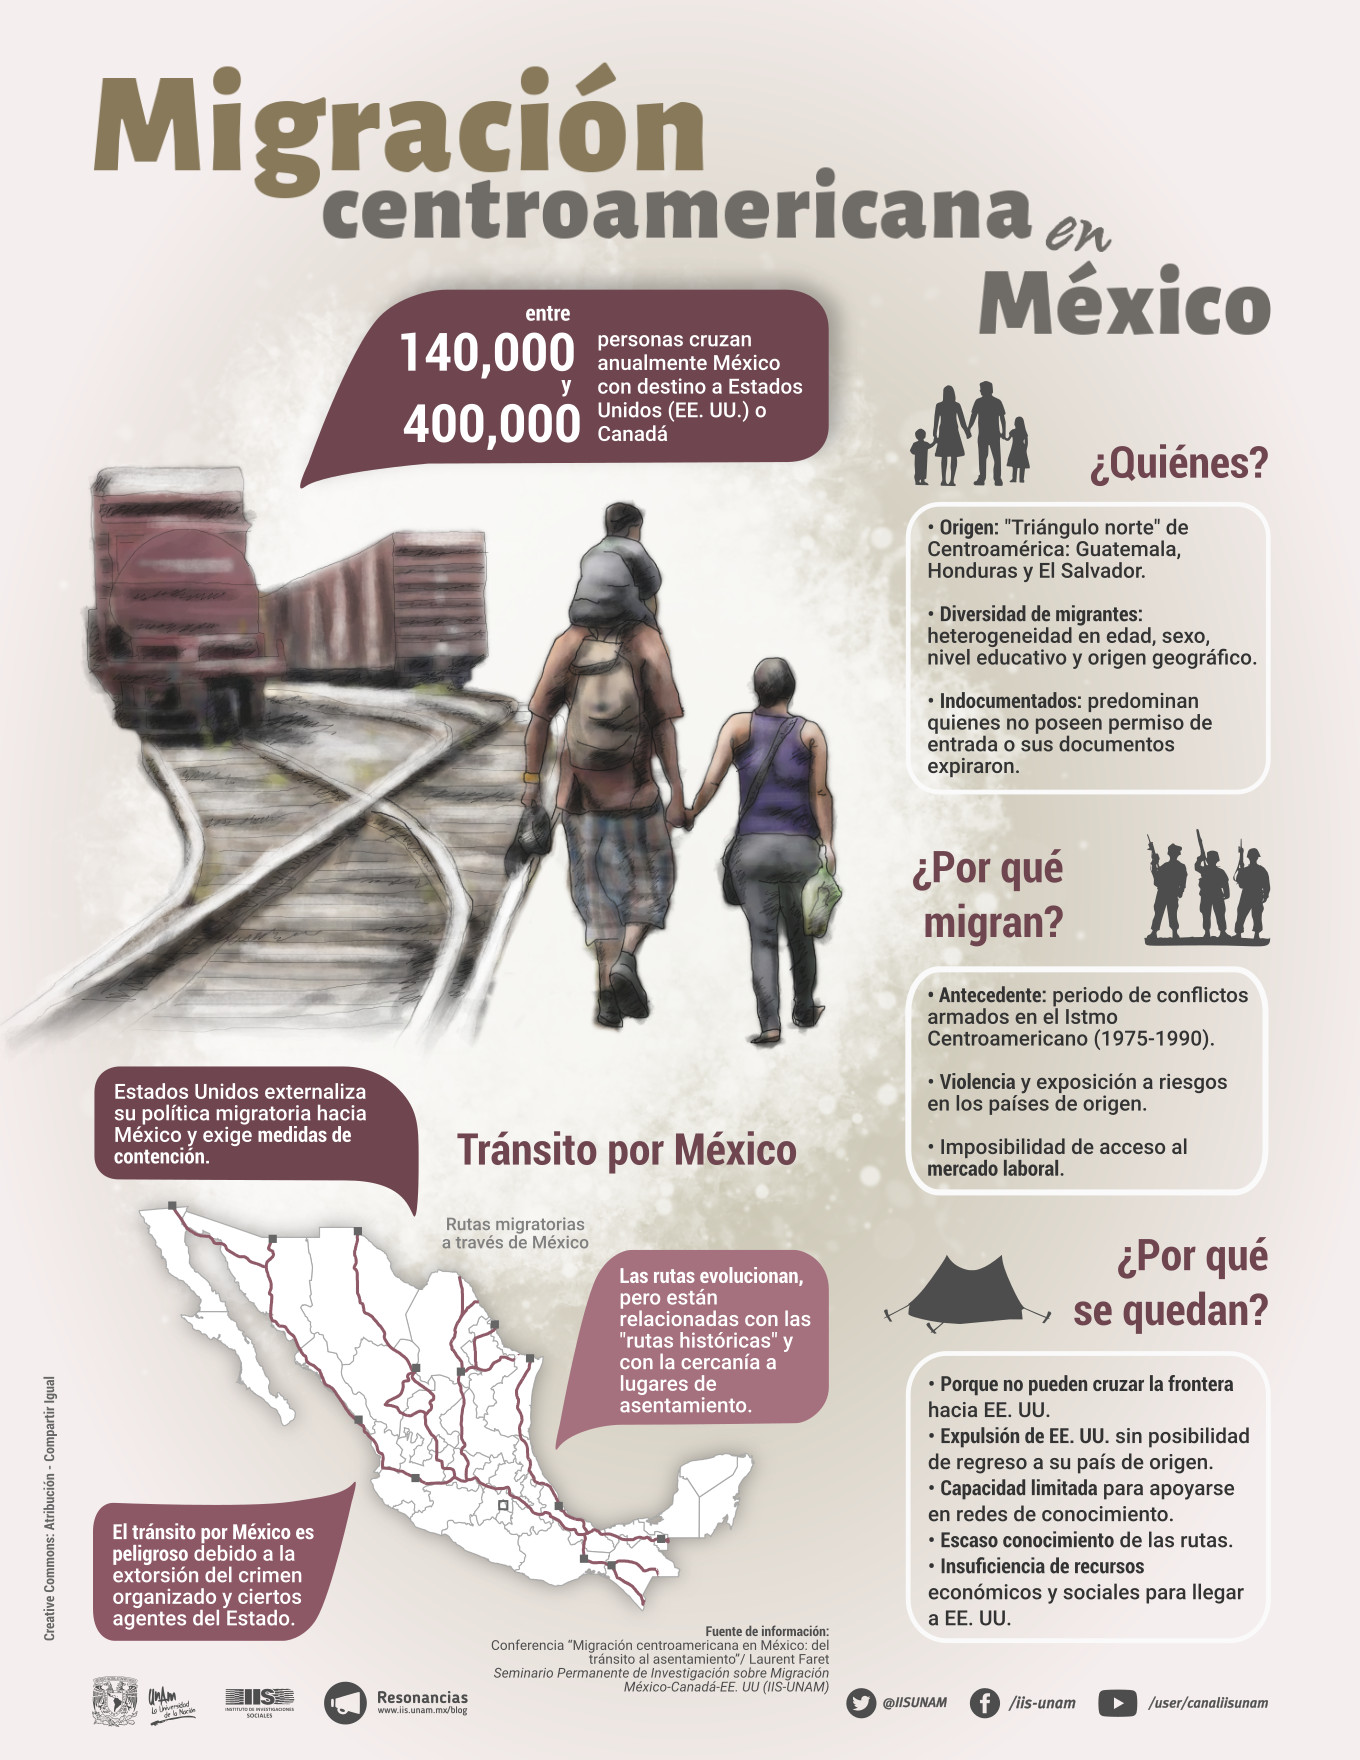 Migración
centroamericana en
México
entre
140,000
y
400,000
personas cruzan
anualmente México
con destino a Estados
Unidos (EE. UU.) o
Canadá
¿Quiénes?
• Origen: "Triángulo norte" de
Centroamérica: Guatemala,
Honduras y El Salvador.
• Diversidad de migrantes:
heterogeneidad en edad, sexo,
nivel educativo y origen geográfico.
• Indocumentados: predominan
quienes no poseen permiso de
entrada o sus documentos
expiraron.
¿Por qué
migran?
• Antecedente: periodo de conflictos
armados en el Istmo
Centroamericano (1975-1990).
• Violencia y exposición a riesgos
en los países de origen.
• Imposibilidad de acceso al
mercado laboral.
Estados Unidos externaliza
su política migratoria hacia
México y exige medidas de
contención.
Tránsito por México
Rutas migratorias
a través de México
Las rutas evolucionan,
pero están
relacionadas con las
"rutas históricas" y
con la cercanía a
lugares de
asentamiento.
El tránsito por México es
peligroso debido a la
extorsión del crimen
organizado y ciertos
agentes del Estado.
¿Por qué
se quedan?
• Porque no pueden cruzar la frontera
hacia EE. UU.
• Expulsión de EE. UU. sin posibilidad
de regreso a su país de origen.
• Capacidad limitada para apoyarse
en redes de conocimiento.
• Escaso conocimiento de las rutas.
• Insuficiencia de recursos
económicos y sociales para llegar
a EE. UU.
Creative Commons: Atribución - Compartir Igual
Fuente de información:
Conferencia "Migración centroamericana en México: del
tránsito al asentamiento"/ Laurent Faret
Seminario Permanente de Investigación sobre Migración
México-Canadá-EE. UU (IIS-UNAM)
UNAM
La Universidad
de la Nación
IIS
INSTITUTO DE INVESTIGACIONES
SOCIALES
Resonancias
www.iis.unam.mx/blog
@IISUNAM
/iis-unam
/user/canaliisunam